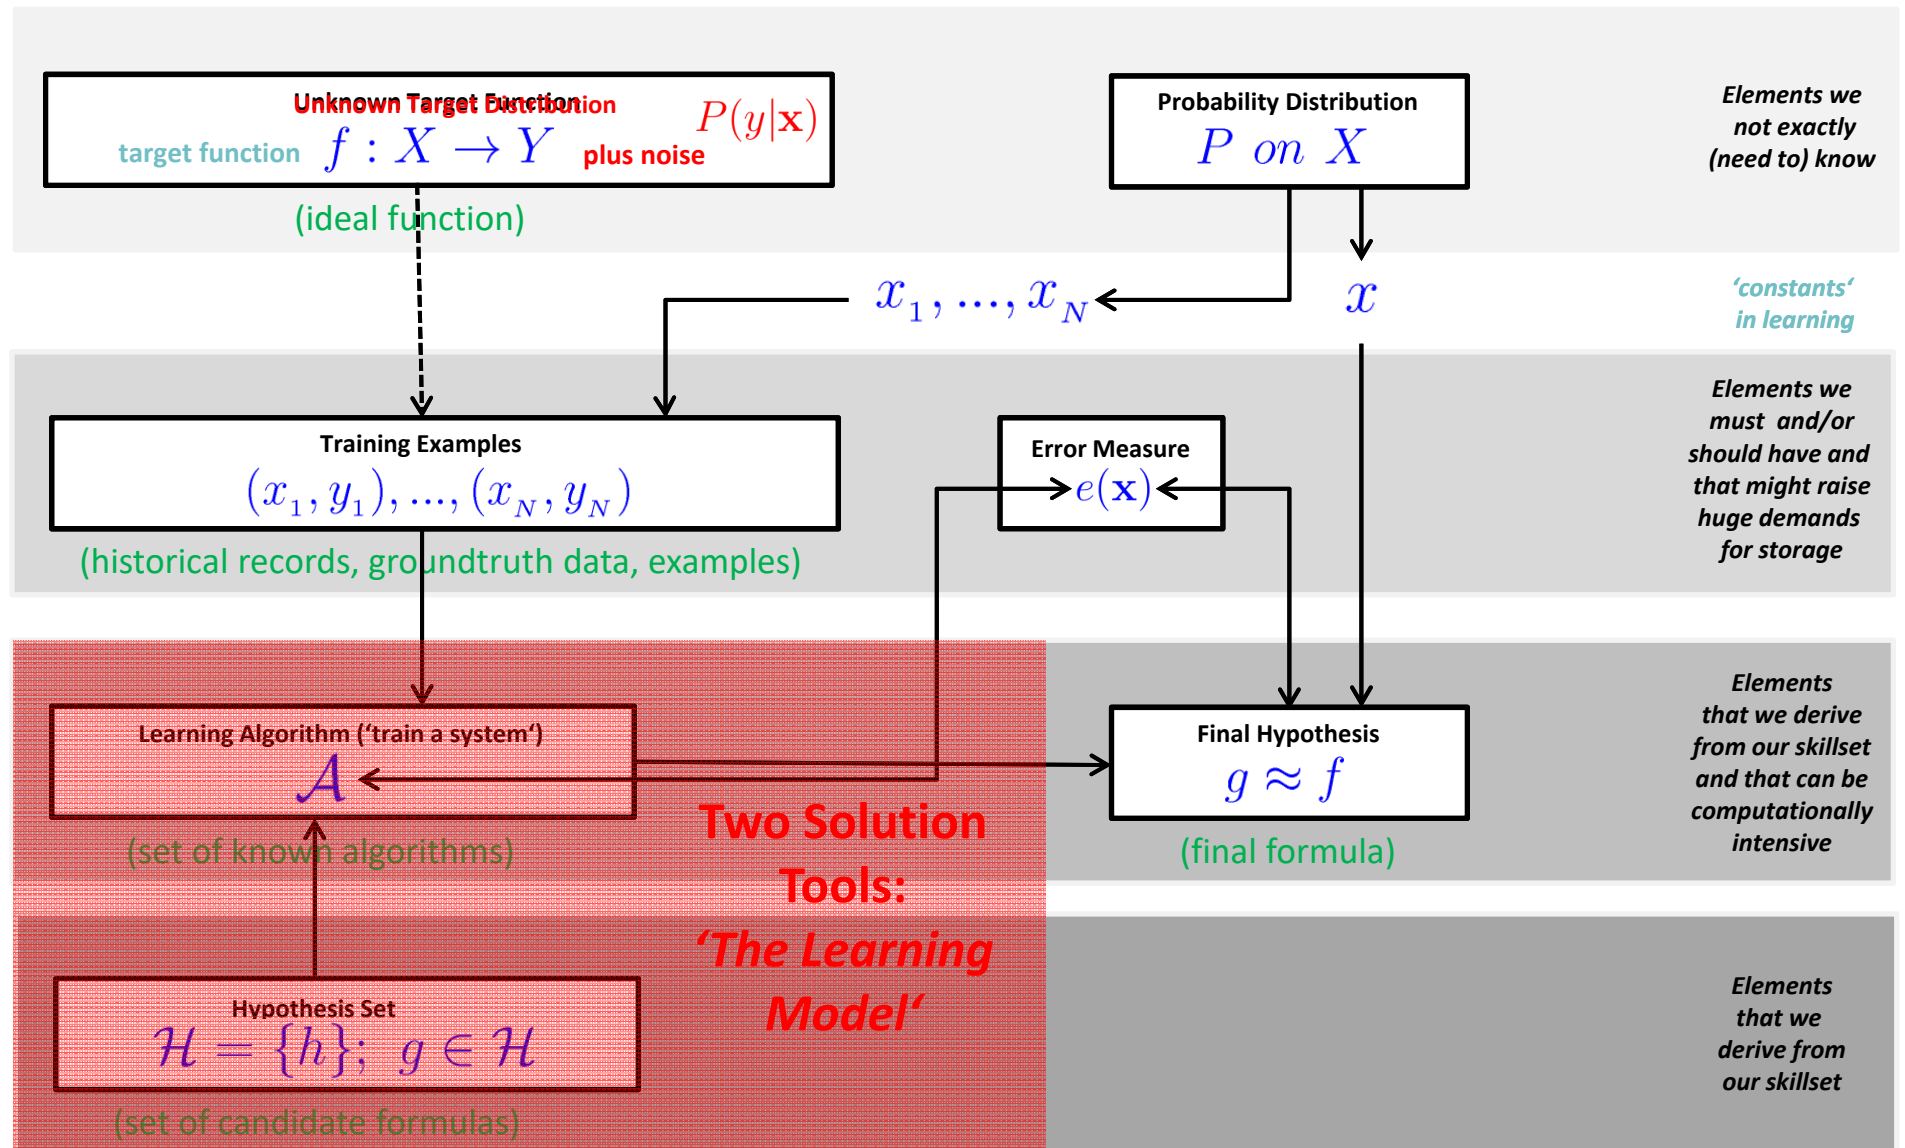 Unknown Target Function
Unknown Target Distribution
target function f : X → Y plus noise P(y|x)
(ideal function)
Probability Distribution
P on X
Elements we
not exactly
(need to) know
x₁, ..., x_N
x
‘constants‘
in learning
Training Examples
(x₁, y₁), ..., (x_N, y_N)
(historical records, groundtruth data, examples)
Error Measure
e(x)
Elements we
must and/or
should have and
that might raise
huge demands
for storage
Learning Algorithm (‘train a system‘)
𝒜
(set of known algorithms)
Final Hypothesis
g ≈ f
(final formula)
Elements
that we derive
from our skillset
and that can be
computationally
intensive
Two Solution
Tools:
‘The Learning
Model‘
Hypothesis Set
ℋ = {h}; g ∈ ℋ
(set of candidate formulas)
Elements
that we
derive from
our skillset